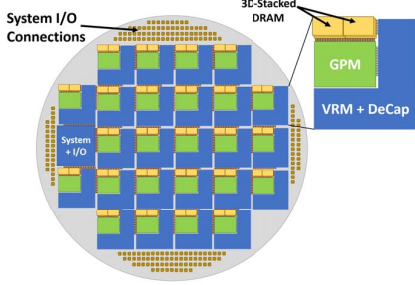 System I/O
Connections
3D-Stacked
DRAM
GPM
VRM + DeCap
System
+ I/O